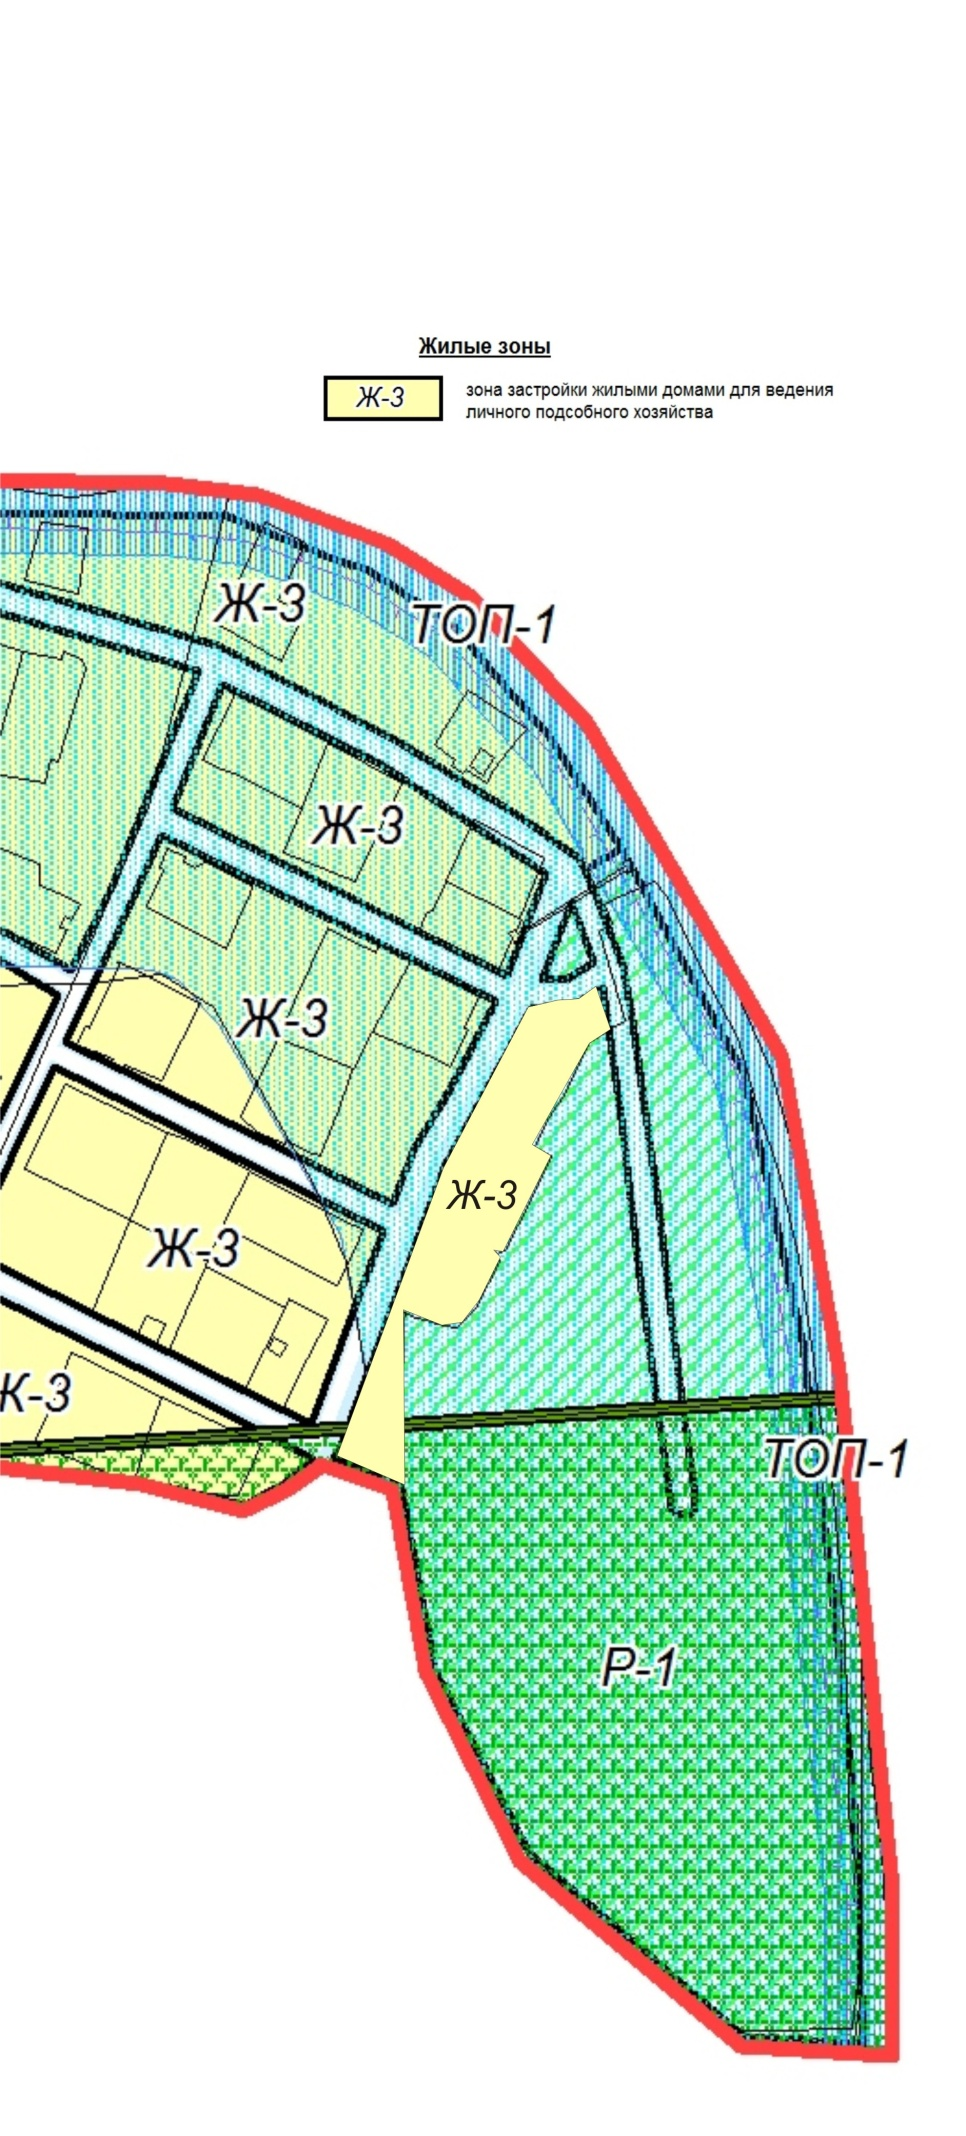 Жилые зоны
Ж-3
зона застройки жилыми домами для ведения
личного подсобного хозяйства
Ж-3
ТОП-1
Ж-3
Ж-3
Ж-3
Ж-3
Ж-3
ТОП-1
Р-1